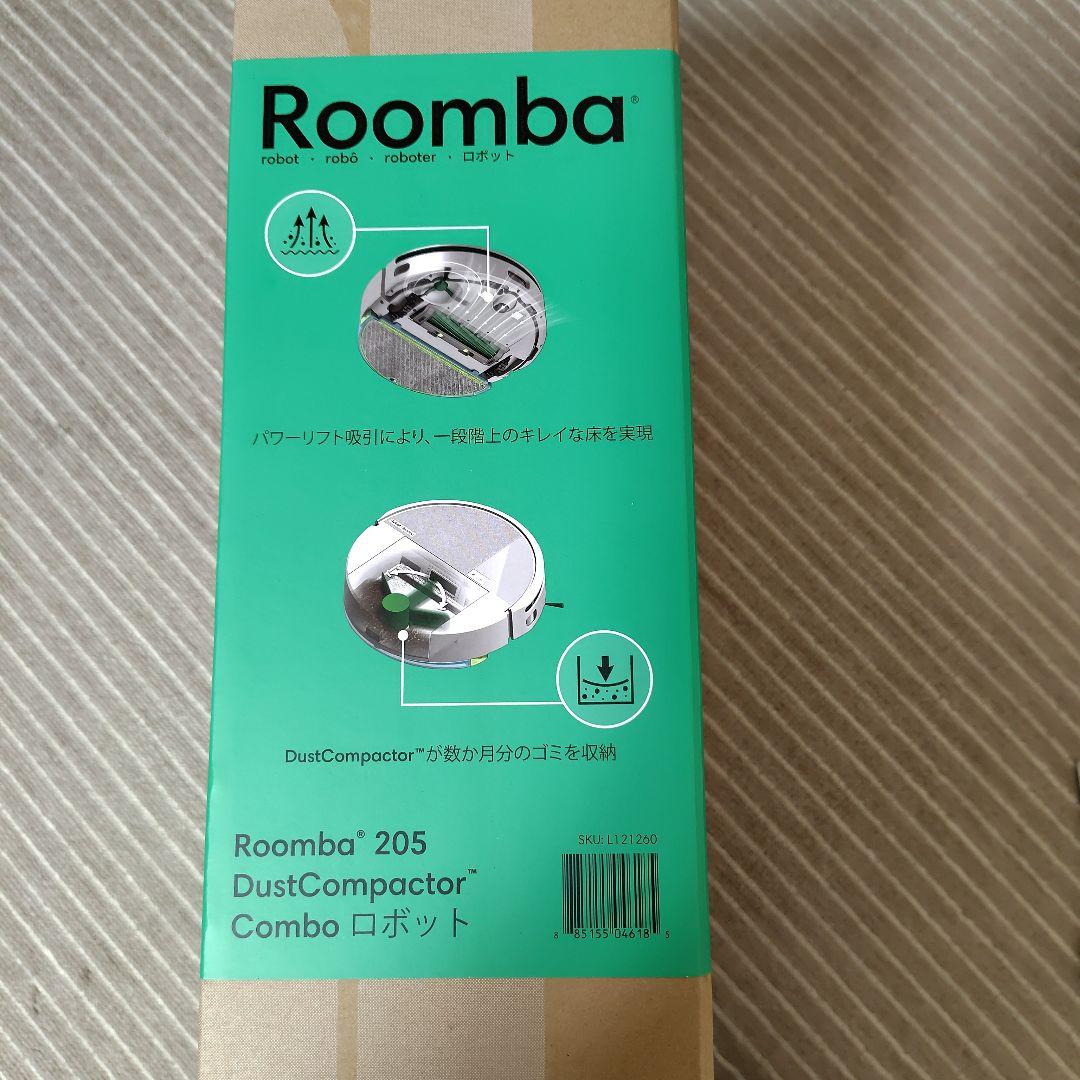 Roomba®
robot · robô · roboter · ロボット
パワーリフト吸引により、一段階上のキレイな床を実現
DustCompactor™が数か月分のゴミを収納
Roomba® 205
DustCompactor™
Combo ロボット
SKU: L121260
8 85155 04618 5